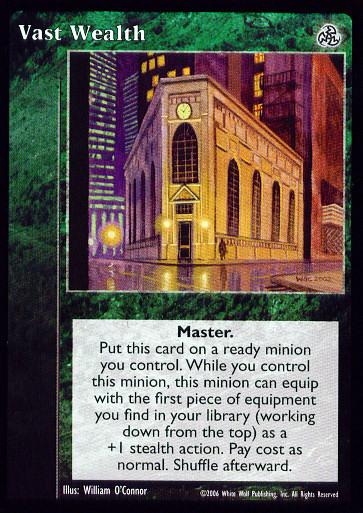 Vast Wealth
WOC 2002
Master.
Put this card on a ready minion
you control. While you control
this minion, this minion can equip
with the first piece of equipment
you find in your library (working
down from the top) as a
+1 stealth action. Pay cost as
normal. Shuffle afterward.
Illus: William O'Connor
©2006 White Wolf Publishing, Inc. All Rights Reserved.